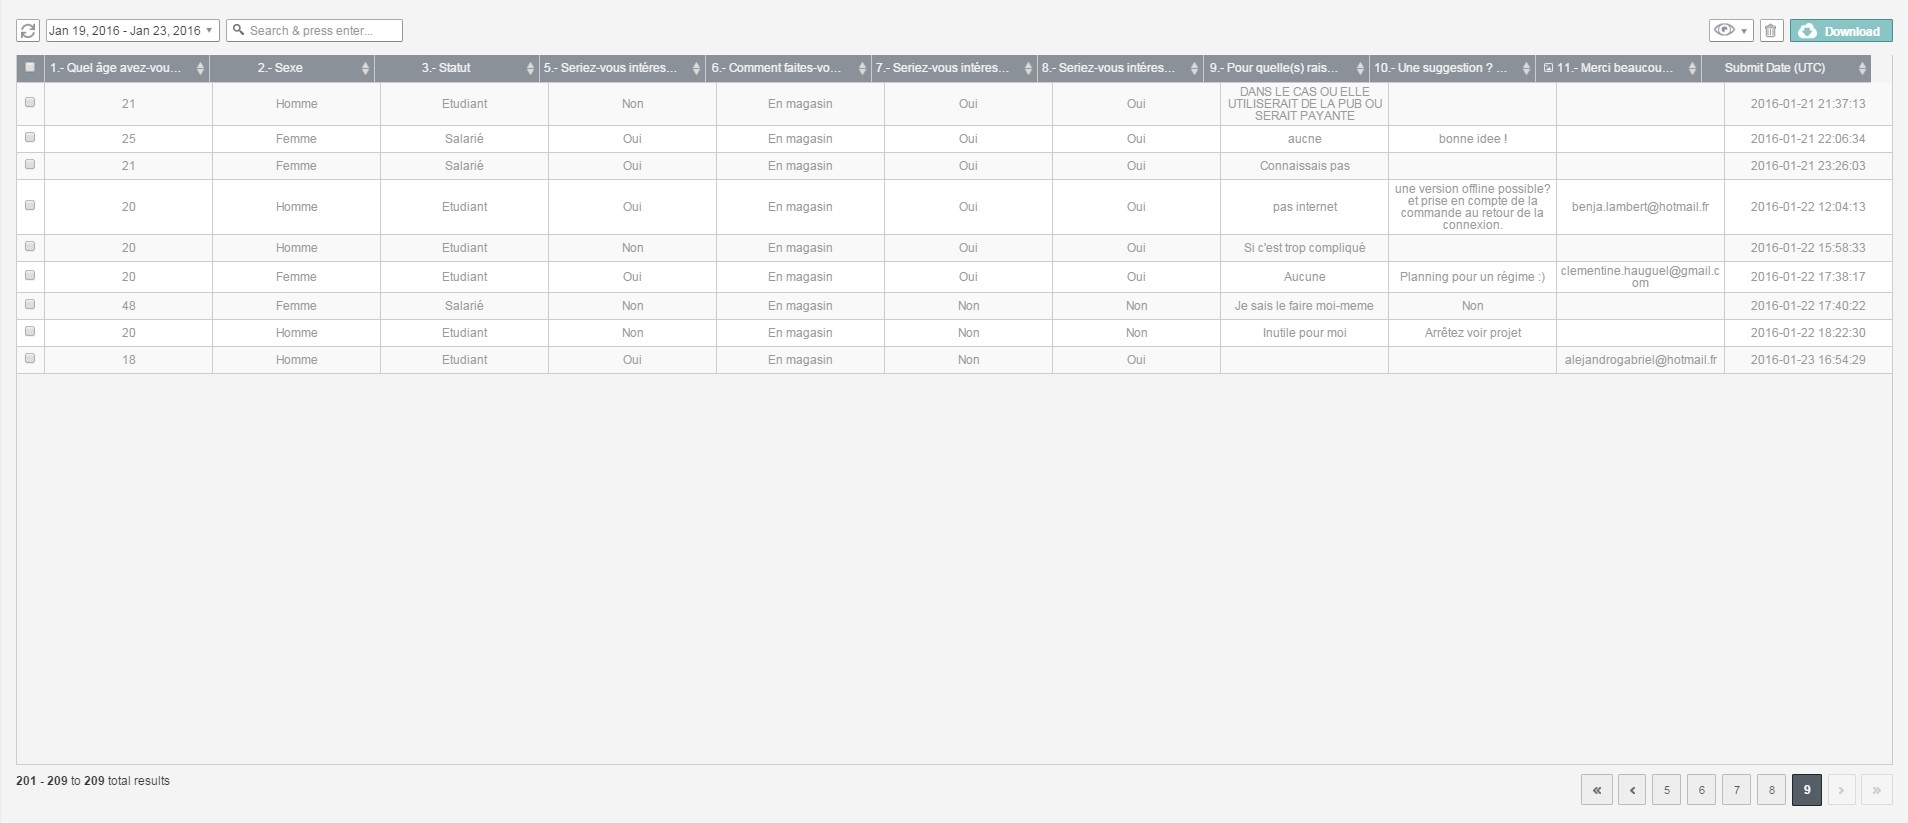 Jan 19, 2016 - Jan 23, 2016
Search & press enter...
Download
1.- Quel âge avez-vou...
2.- Sexe
3.- Statut
5.- Seriez-vous intéres...
6.- Comment faites-vo...
7.- Seriez-vous intéres...
8.- Seriez-vous intéres...
9.- Pour quelle(s) rais...
10.- Une suggestion ? ...
11.- Merci beaucou...
Submit Date (UTC)
21 Homme Etudiant Non En magasin Oui Oui
DANS LE CAS OU ELLE
UTILISERAIT DE LA PUB OU
SERAIT PAYANTE
2016-01-21 21:37:13
25 Femme Salarié Oui En magasin Oui Oui aucne bonne idee ! 2016-01-21 22:06:34
21 Femme Salarié Oui En magasin Oui Oui Connaissais pas 2016-01-21 23:26:03
20 Homme Etudiant Oui En magasin Oui Oui pas internet
une version offline possible?
et prise en compte de la
commande au retour de la
connexion.
benja.lambert@hotmail.fr 2016-01-22 12:04:13
20 Homme Etudiant Non En magasin Oui Oui Si c'est trop compliqué 2016-01-22 15:58:33
20 Femme Etudiant Oui En magasin Oui Oui Aucune Planning pour un régime :)
clementine.hauguel@gmail.c
om
2016-01-22 17:38:17
48 Femme Salarié Non En magasin Non Non Je sais le faire moi-meme Non 2016-01-22 17:40:22
20 Homme Etudiant Non En magasin Non Non Inutile pour moi Arrêtez voir projet 2016-01-22 18:22:30
18 Homme Etudiant Oui En magasin Non Oui alejandrogabriel@hotmail.fr 2016-01-23 16:54:29
201 - 209 to 209 total results
« ‹ 5 6 7 8 9 › »